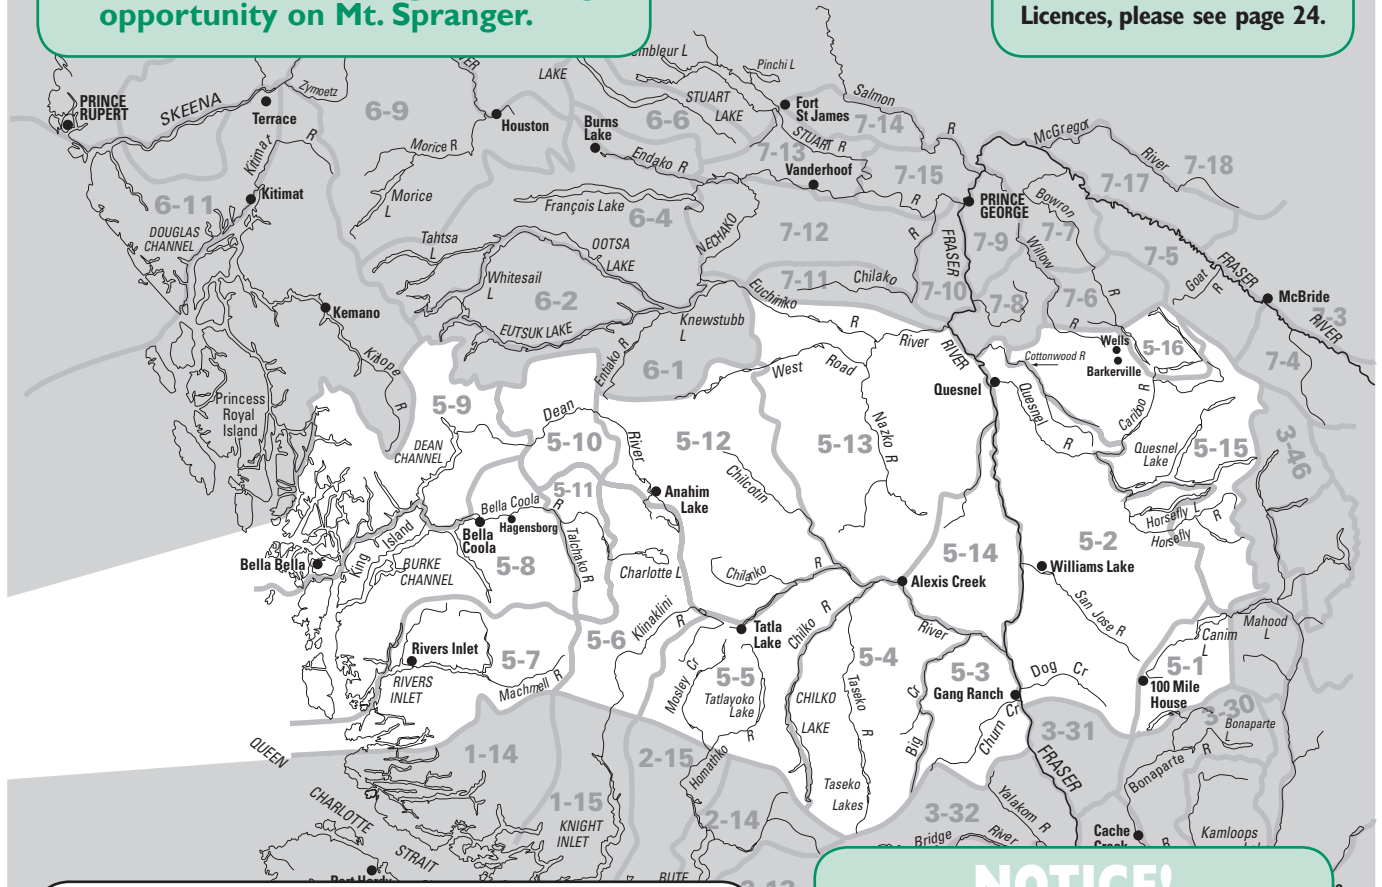 opportunity on Mt. Spranger.
Licences, please see page 24.
PRINCE
RUPERT
SKEENA
Terrace
Zymoetz
Kitimat
R
6-9
Houston
LAKE
Pinchi L
STUART
LAKE
6-6
Burns
Lake
Fort
St James
Salmon
7-14
STUART R
7-13
Vanderhoof
7-15
R
R
McGregor
River
7-18
7-17
PRINCE
GEORGE
Bowron
7-7
7-9
Willow
Morice R
Morice
L
Endako R
François Lake
6-4
NECHAKO
7-12
R
FRASER
Kitimat
6-11
DOUGLAS
CHANNEL
Tahtsa
L
OOTSA
LAKE
Whitesail
L
6-2
EUTSUK LAKE
Kemano
Kitlope
R
7-11
Chilako
7-10
7-8
7-6
R
7-5
Goat
R
FRASER
McBride
RIVER
7-3
7-4
Euchiniko
R
River
RIVER
Knewstubb
L
Entiako R
6-1
West
Road
R
Wells
Barkerville
5-16
Cottonwood R
Quesnel
Quesnel
R
Cariboo R
Quesnel
Lake
5-15
3-46
Princess
Royal
Island
5-9
DEAN
CHANNEL
Dean
5-10
River
5-12
Chilcotin
5-13
Nazko R
5-11
Anahim
Lake
Bella Coola
R
Hagensborg
Bella
Coola
Talchako R
5-8
Bella Bella
King
Island
BURKE
CHANNEL
Charlotte L
Chilanko
R
5-14
Alexis Creek
5-2
Williams Lake
Horsefly L
R
Horsefly
San Jose R
Mahood
L
Canim
L
5-1
100 Mile
House
Rivers Inlet
RIVERS
INLET
5-7
Machmell R
5-6
Klinaklini
R
Tatla
Lake
Mosley Cr
5-5
Tatlayoko
Lake
R
Homathko
Chilko R
CHILKO
LAKE
5-4
Taseko
R
Taseko
Lakes
River
5-3
Gang Ranch
Dog Cr
Big
Cr
Churn
Cr
3-31
3-30
Bonaparte
L
Bonaparte
R
FRASER
QUEEN
CHARLOTTE
STRAIT
1-14
1-15
KNIGHT
INLET
2-15
2-14
3-32
Bridge
River
Yalakom R
Cache
Creek
R
Kamloops
Port Hardy
BUTE
NOTICE!